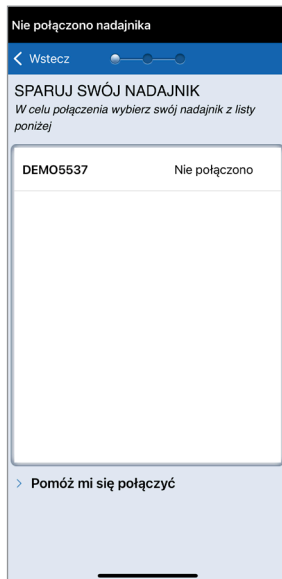 Nie połączono nadajnika
Wstecz
SPARUJ SWÓJ NADAJNIK
W celu połączenia wybierz swój nadajnik z listy
poniżej
DEMO5537 Nie połączono
Pomóż mi się połączyć